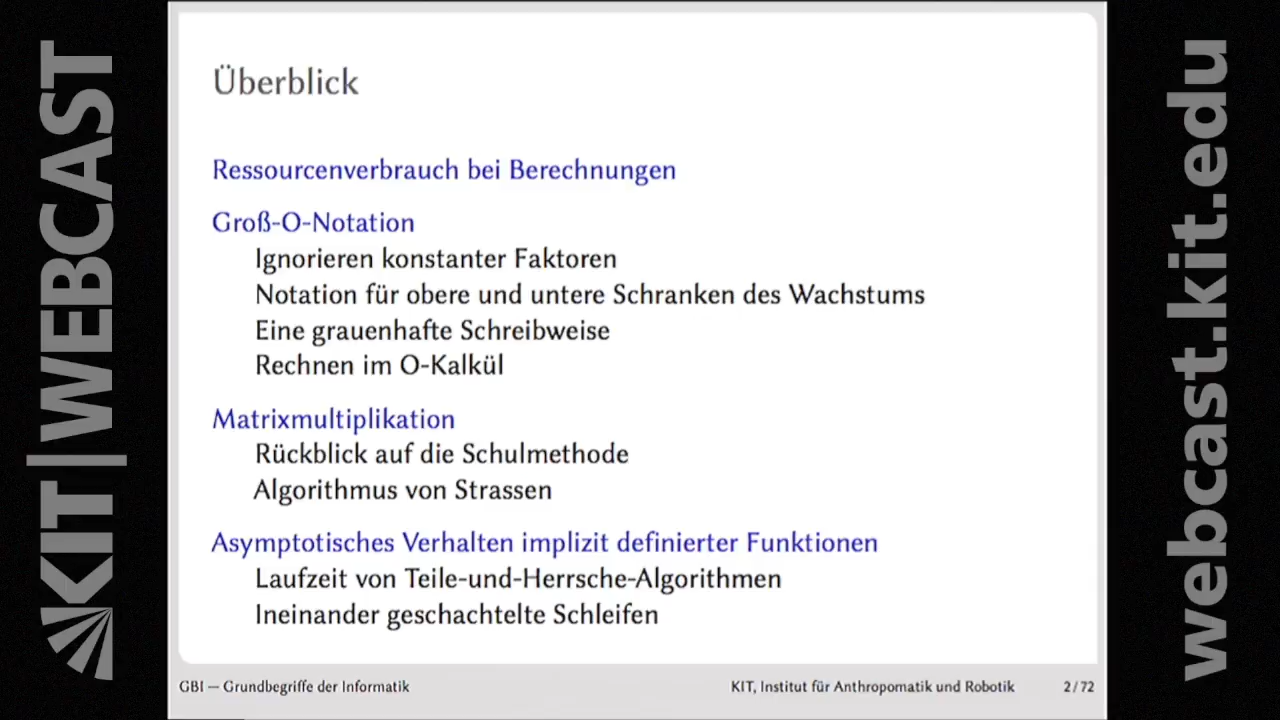 KIT|WEBCAST
Überblick
Ressourcenverbrauch bei Berechnungen
Groß-O-Notation
Ignorieren konstanter Faktoren
Notation für obere und untere Schranken des Wachstums
Eine grauenhafte Schreibweise
Rechnen im O-Kalkül
Matrixmultiplikation
Rückblick auf die Schulmethode
Algorithmus von Strassen
Asymptotisches Verhalten implizit definierter Funktionen
Laufzeit von Teile-und-Herrsche-Algorithmen
Ineinander geschachtelte Schleifen
GBI — Grundbegriffe der Informatik
KIT, Institut für Anthropomatik und Robotik
2 / 72
webcast.kit.edu